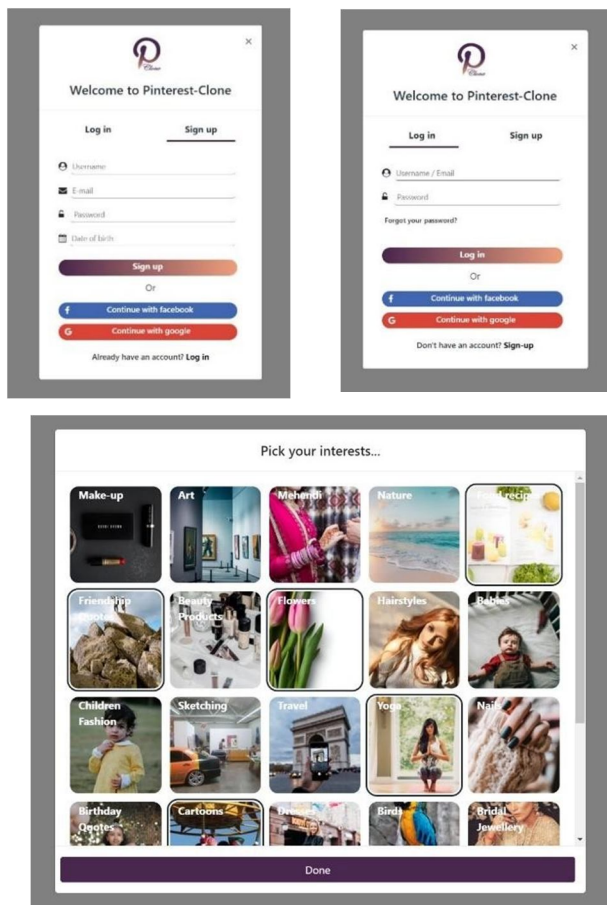 Clone
Welcome to Pinterest-Clone
Log in Sign up
Username
E-mail
Password
Date of birth
Sign up
Or
Continue with facebook
Continue with google
Already have an account? Log in
Clone
Welcome to Pinterest-Clone
Log in Sign up
Username / Email
Password
Forgot your password?
Log in
Or
Continue with facebook
Continue with google
Don't have an account? Sign-up
Pick your interests...
Make-up Art Mehendi Nature Food recipes
Friendship Quotes Beauty Products Flowers Hairstyles Babies
Children Fashion Sketching Travel Yoga Nails
Birthday Quotes Cartoons Dresses Birds Bridal Jewellery
Done